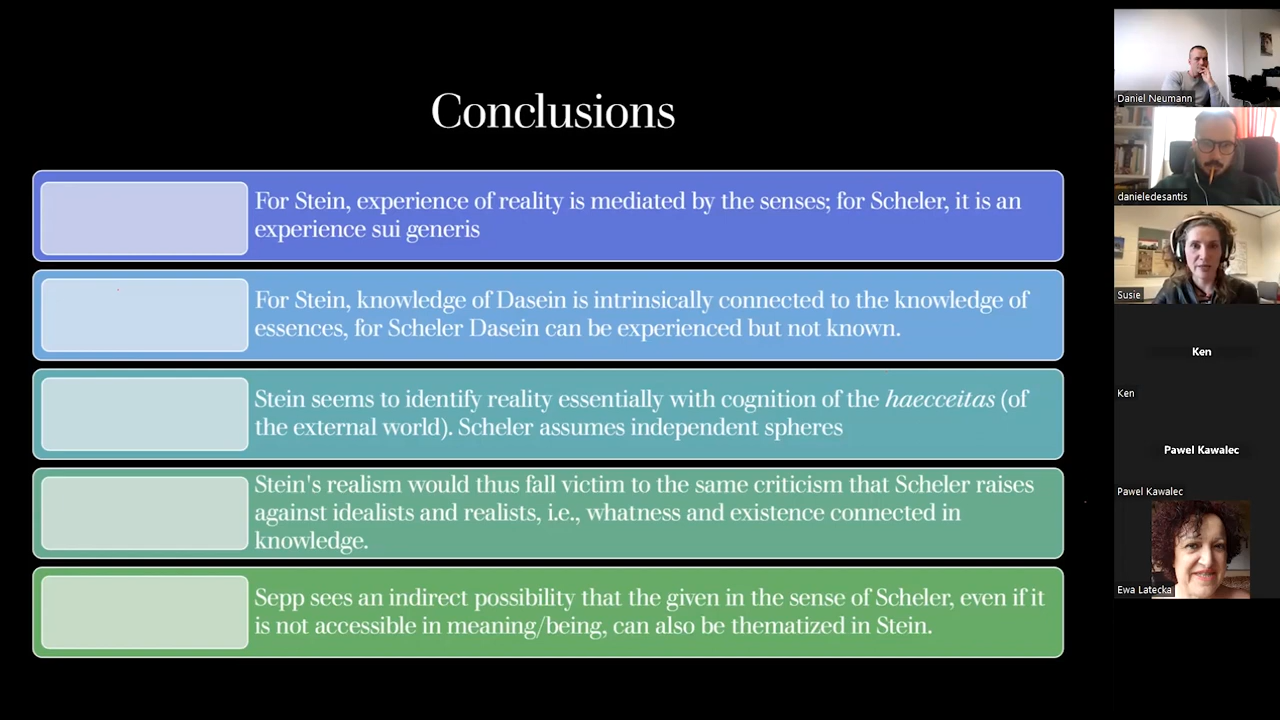 Conclusions
For Stein, experience of reality is mediated by the senses; for Scheler, it is an
experience sui generis
For Stein, knowledge of Dasein is intrinsically connected to the knowledge of
essences, for Scheler Dasein can be experienced but not known.
Stein seems to identify reality essentially with cognition of the haecceitas (of
the external world). Scheler assumes independent spheres
Stein's realism would thus fall victim to the same criticism that Scheler raises
against idealists and realists, i.e., whatness and existence connected in
knowledge.
Sepp sees an indirect possibility that the given in the sense of Scheler, even if it
is not accessible in meaning/being, can also be thematized in Stein.
Daniel Neumann
danieledesantis
Susie
Ken
Ken
Pawel Kawalec
Pawel Kawalec
Ewa Latecka